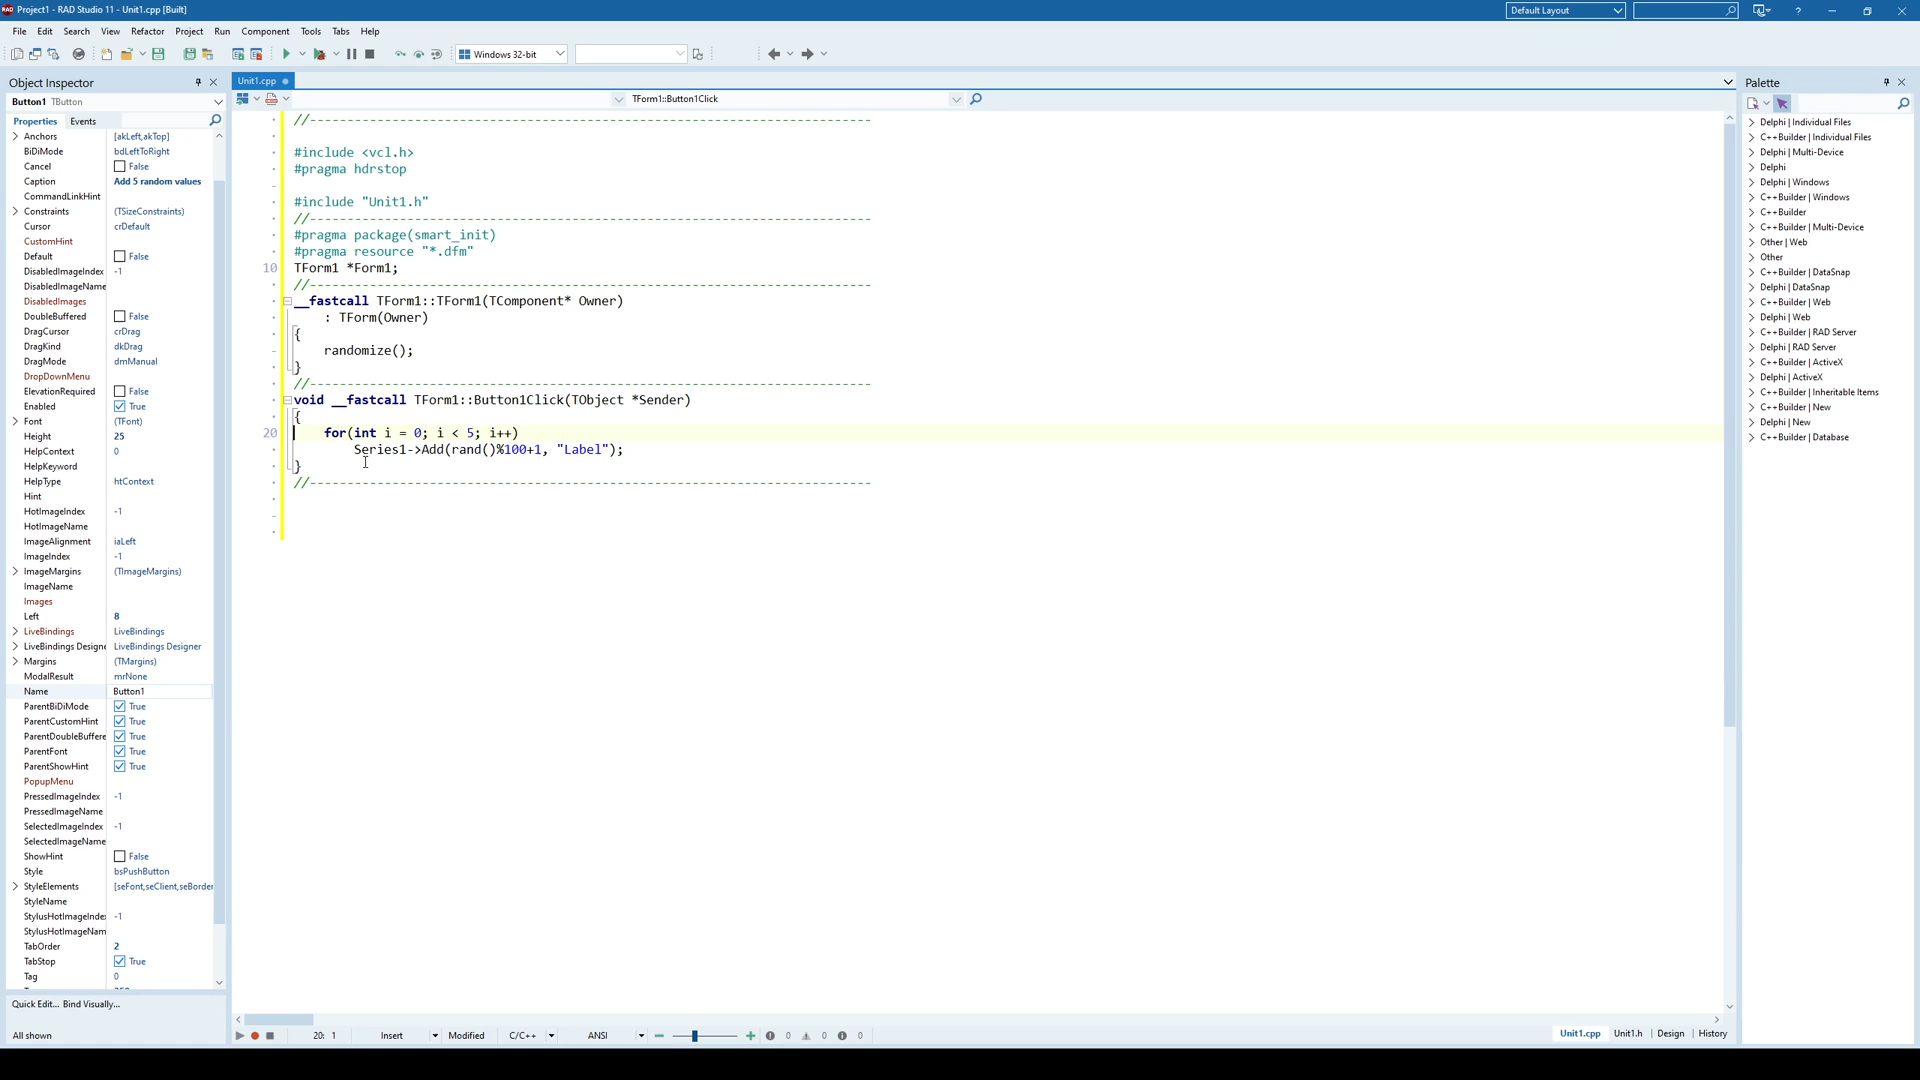 Project1 - RAD Studio 11 - Unit1.cpp [Built]
Default Layout
File Edit Search View Refactor Project Run Component Tools Tabs Help
Windows 32-bit
Object Inspector
Button1 TButton
Properties Events
Anchors [akLeft,akTop]
BiDiMode bdLeftToRight
Cancel False
Caption Add 5 random values
CommandLinkHint
Constraints (TSizeConstraints)
Cursor crDefault
CustomHint
Default False
DisabledImageIndex -1
DisabledImageName
DisabledImages
DoubleBuffered False
DragCursor crDrag
DragKind dkDrag
DragMode dmManual
DropDownMenu
ElevationRequired False
Enabled True
Font (TFont)
Height 25
HelpContext 0
HelpKeyword
HelpType htContext
Hint
HotImageIndex -1
HotImageName
ImageAlignment iaLeft
ImageIndex -1
ImageMargins (TImageMargins)
ImageName
Images
Left 8
LiveBindings LiveBindings
LiveBindings Designe LiveBindings Designer
Margins (TMargins)
ModalResult mrNone
Name Button1
ParentBiDiMode True
ParentCustomHint True
ParentDoubleBuffere True
ParentFont True
ParentShowHint True
PopupMenu
PressedImageIndex -1
PressedImageName
SelectedImageIndex -1
SelectedImageName
ShowHint False
Style bsPushButton
StyleElements [seFont,seClient,seBorder
StyleName
StylusHotImageInde -1
StylusHotImageNam
TabOrder 2
TabStop True
Tag 0
Quick Edit... Bind Visually...
All shown
Unit1.cpp
TForm1::Button1Click
//---------------------------------------------------------------------------
#include <vcl.h>
#pragma hdrstop
#include "Unit1.h"
//---------------------------------------------------------------------------
#pragma package(smart_init)
#pragma resource "*.dfm"
10 TForm1 *Form1;
//---------------------------------------------------------------------------
__fastcall TForm1::TForm1(TComponent* Owner)
: TForm(Owner)
{
randomize();
}
//---------------------------------------------------------------------------
void __fastcall TForm1::Button1Click(TObject *Sender)
{
20 for(int i = 0; i < 5; i++)
Series1->Add(rand()%100+1, "Label");
}
//---------------------------------------------------------------------------
20: 1 Insert Modified C/C++ ANSI 0 0 0
Unit1.cpp Unit1.h Design History
Palette
Delphi | Individual Files
C++Builder | Individual Files
Delphi | Multi-Device
Delphi
Delphi | Windows
C++Builder | Windows
C++Builder
C++Builder | Multi-Device
Other | Web
Other
C++Builder | DataSnap
Delphi | DataSnap
C++Builder | Web
Delphi | Web
C++Builder | RAD Server
Delphi | RAD Server
C++Builder | ActiveX
Delphi | ActiveX
C++Builder | Inheritable Items
C++Builder | New
Delphi | New
C++Builder | Database